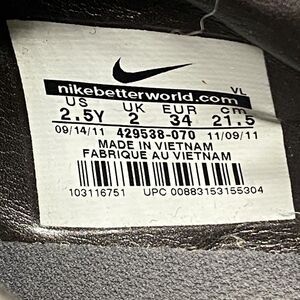 nikebetterworld.com VL
US UK EUR cm
2.5Y 2 34 21.5
09/14/11 429538-070 11/09/11
MADE IN VIETNAM
FABRIQUE AU VIETNAM
103116751 UPC 00883153155304